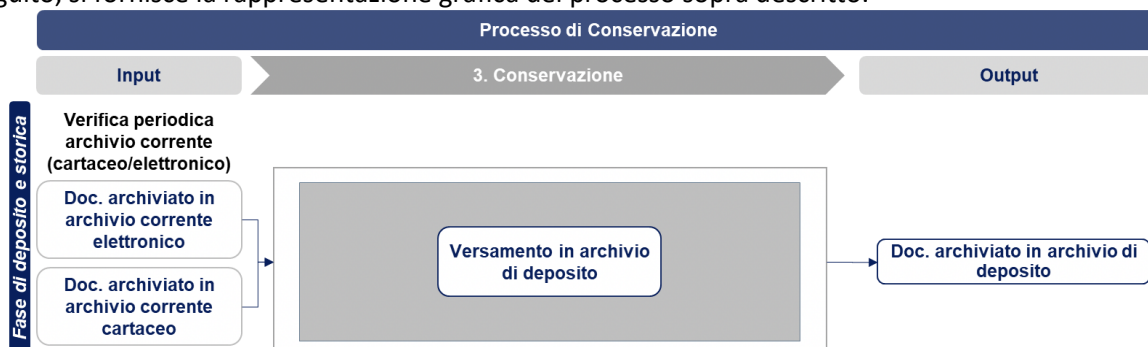 guito, si fornisce la rappresentazione grafica del processo sopra descritto.
Processo di Conservazione
Input
3. Conservazione
Output
Fase di deposito e storica
Verifica periodica
archivio corrente
(cartaceo/elettronico)
Doc. archiviato in
archivio corrente
elettronico
Doc. archiviato in
archivio corrente
cartaceo
Versamento in archivio
di deposito
Doc. archiviato in archivio di
deposito